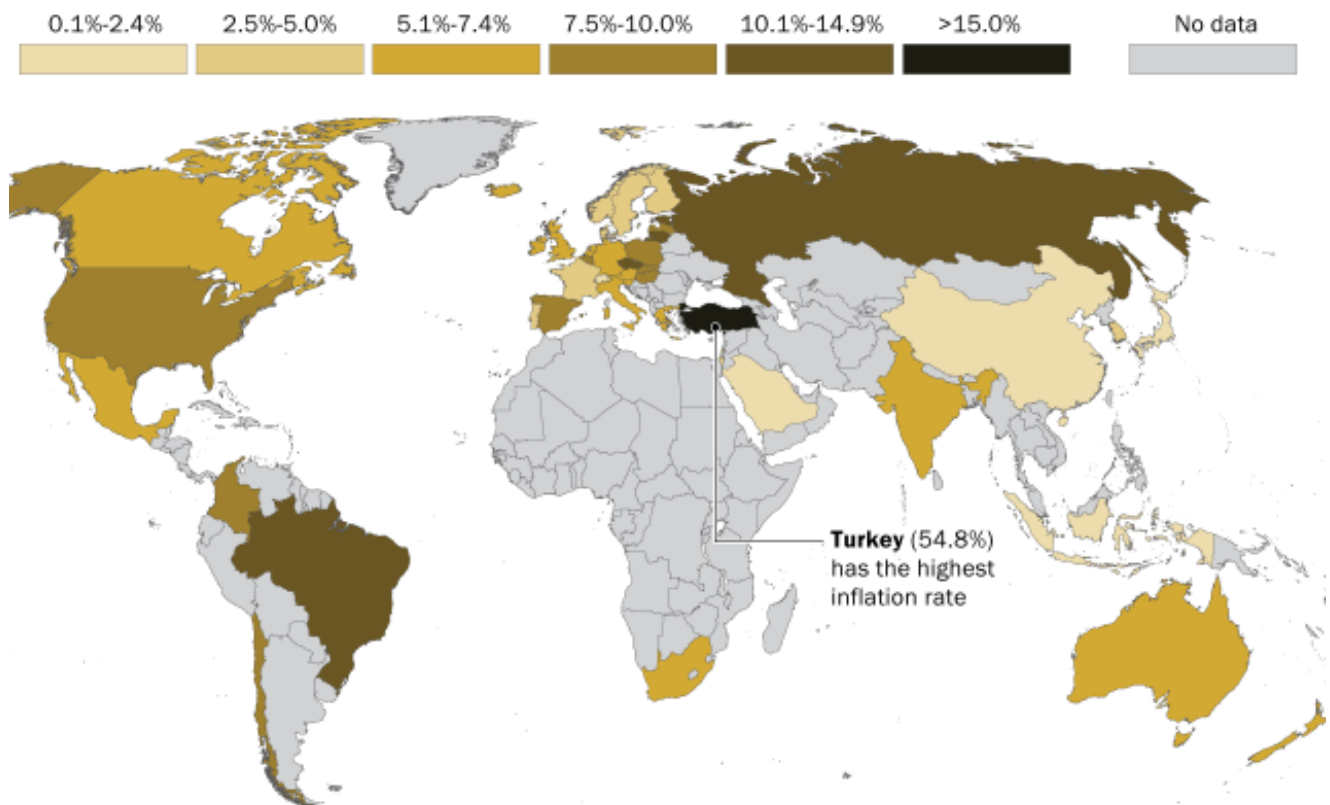 0.1%-2.4% 2.5%-5.0% 5.1%-7.4% 7.5%-10.0% 10.1%-14.9% >15.0% No data
Turkey (54.8%)
has the highest
inflation rate